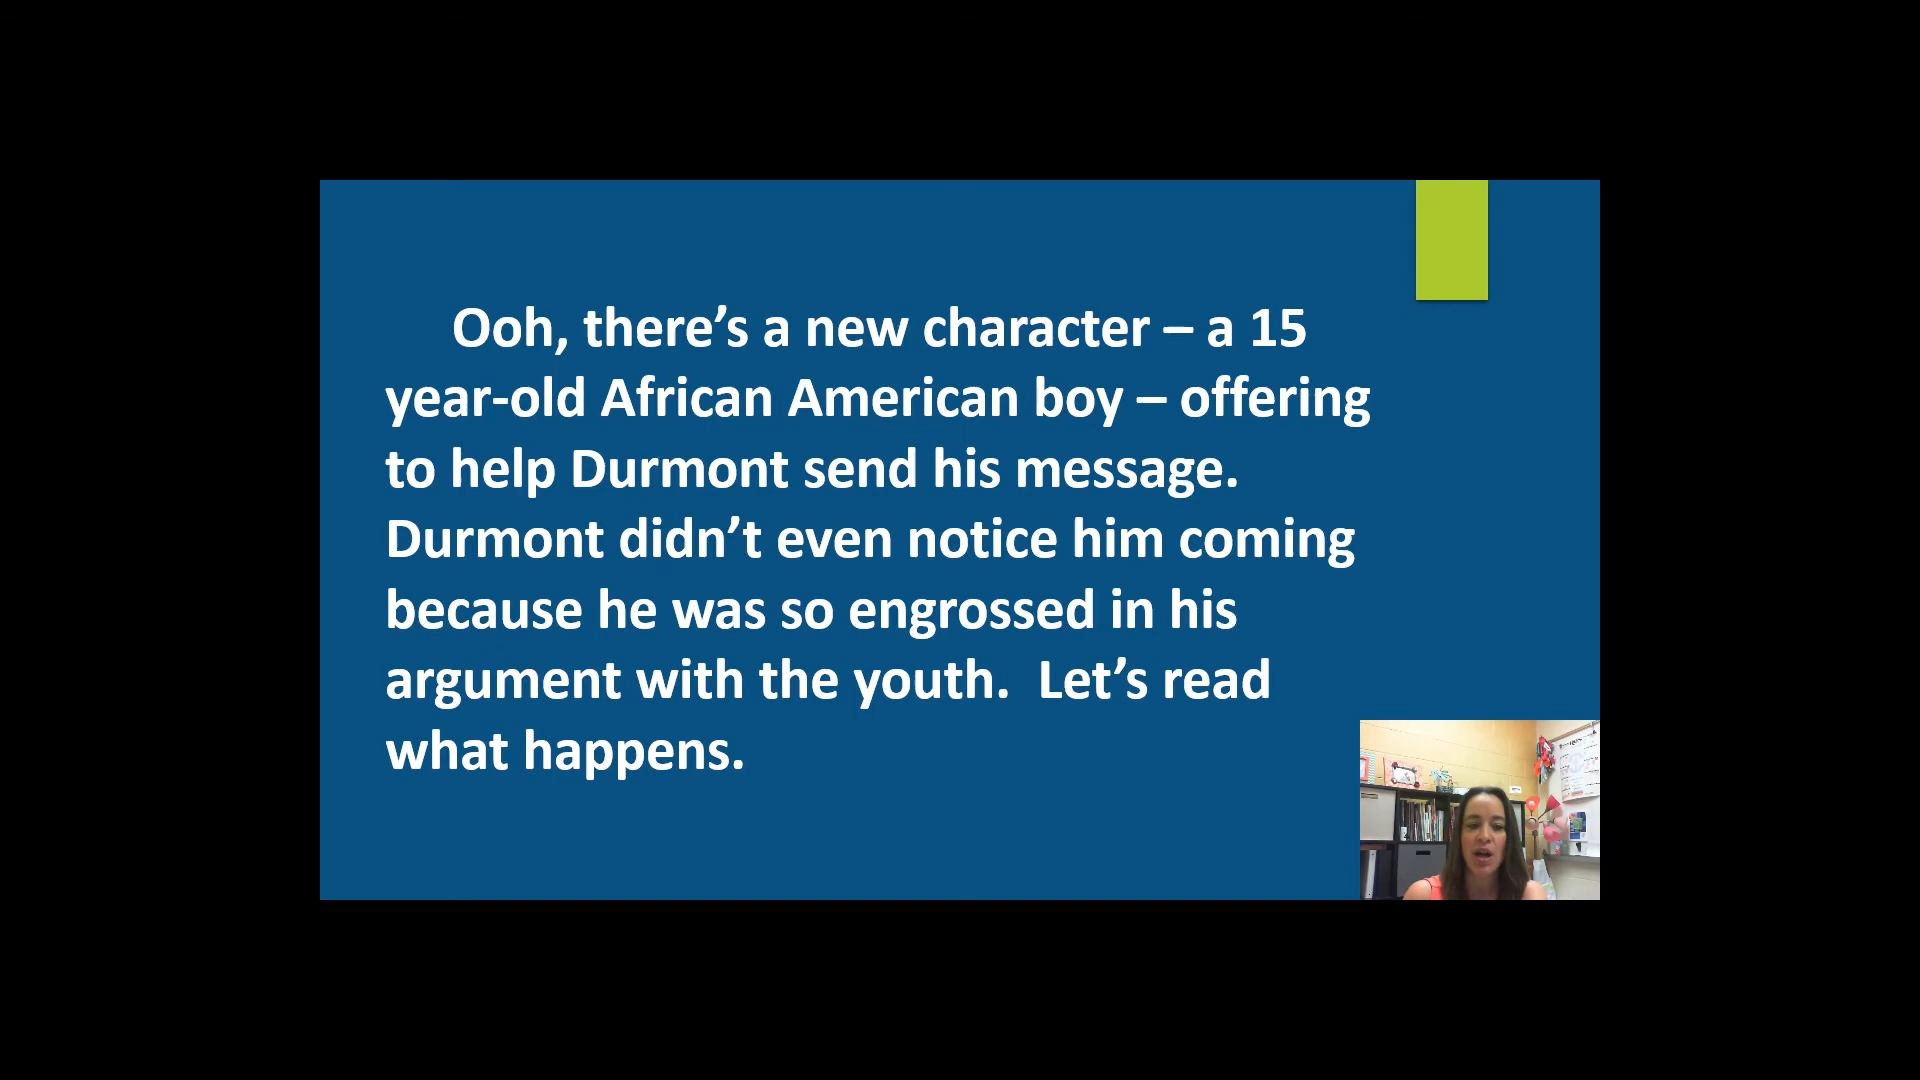 Ooh, there’s a new character – a 15
year-old African American boy – offering
to help Durmont send his message.
Durmont didn’t even notice him coming
because he was so engrossed in his
argument with the youth.  Let’s read
what happens.